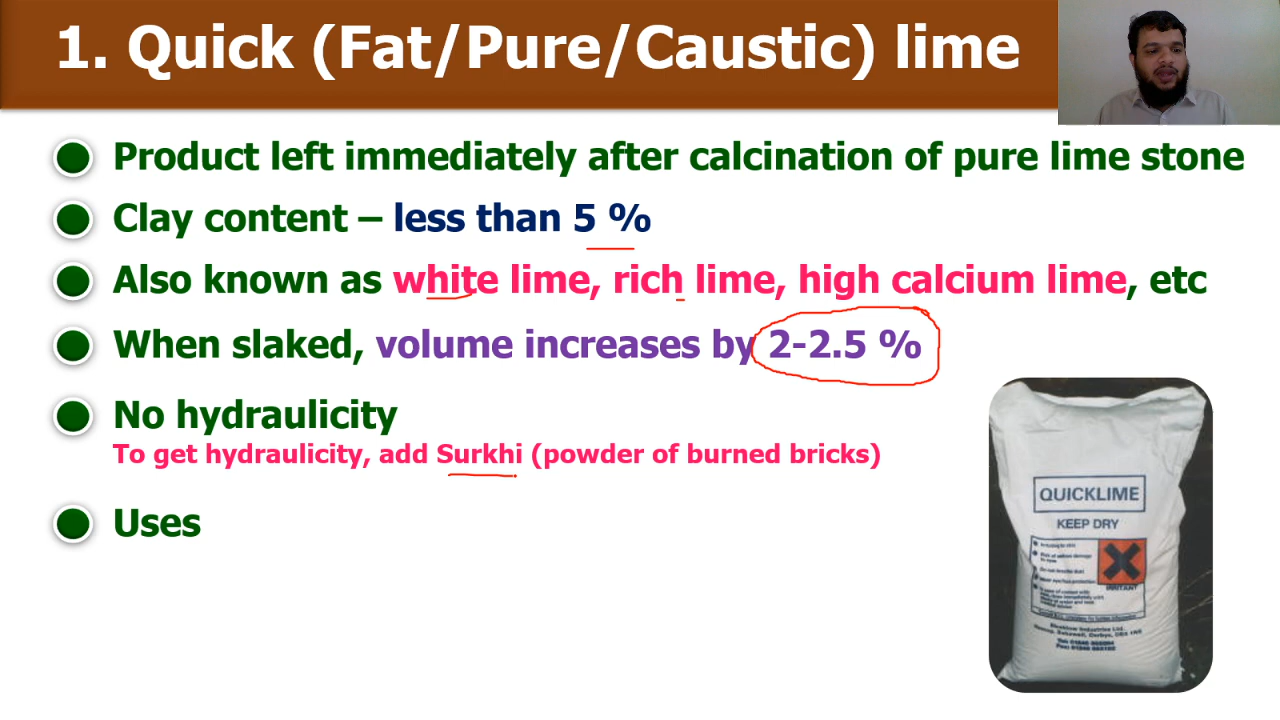 1. Quick (Fat/Pure/Caustic) lime
Product left immediately after calcination of pure lime stone
Clay content – less than 5 %
Also known as white lime, rich lime, high calcium lime, etc
When slaked, volume increases by 2-2.5 %
No hydraulicity
To get hydraulicity, add Surkhi (powder of burned bricks)
Uses
QUICKLIME
KEEP DRY
IRRITANT